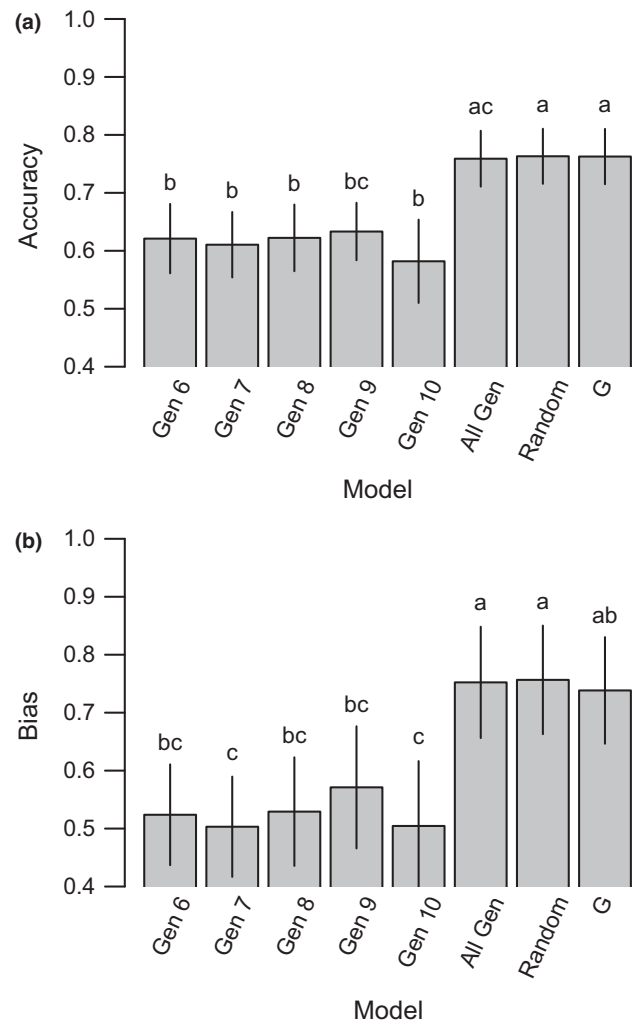 (a)
1.0
0.9
0.8
0.7
0.6
0.5
0.4
Accuracy
b
b
b
bc
b
ac
a
a
Gen 6
Gen 7
Gen 8
Gen 9
Gen 10
All Gen
Random
G
Model
(b)
1.0
0.9
0.8
0.7
0.6
0.5
0.4
Bias
bc
c
bc
bc
c
a
a
ab
Gen 6
Gen 7
Gen 8
Gen 9
Gen 10
All Gen
Random
G
Model